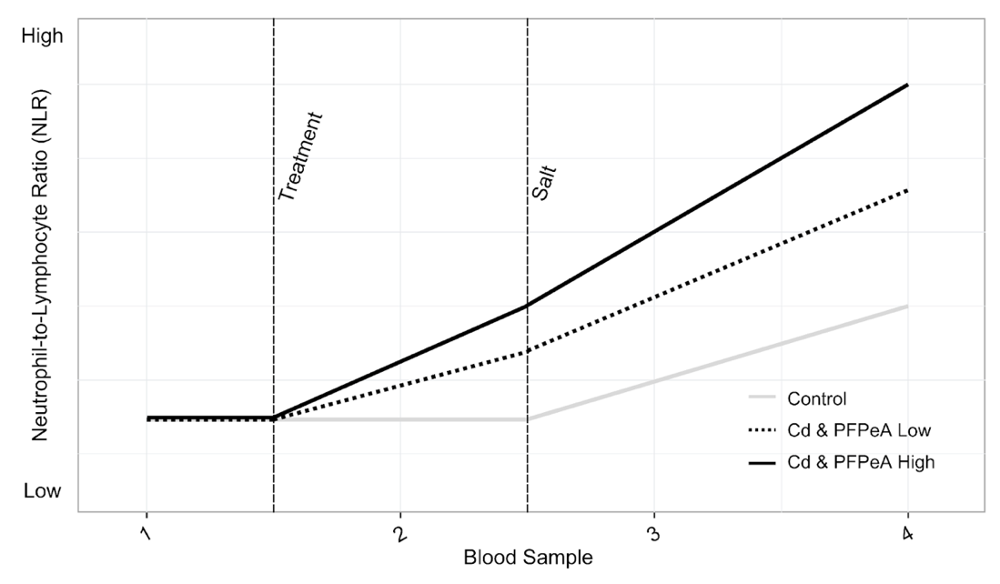 High
Neutrophil-to-Lymphocyte Ratio (NLR)
Low
Treatment
Salt
Control
Cd & PFPeA Low
Cd & PFPeA High
1
2
3
4
Blood Sample